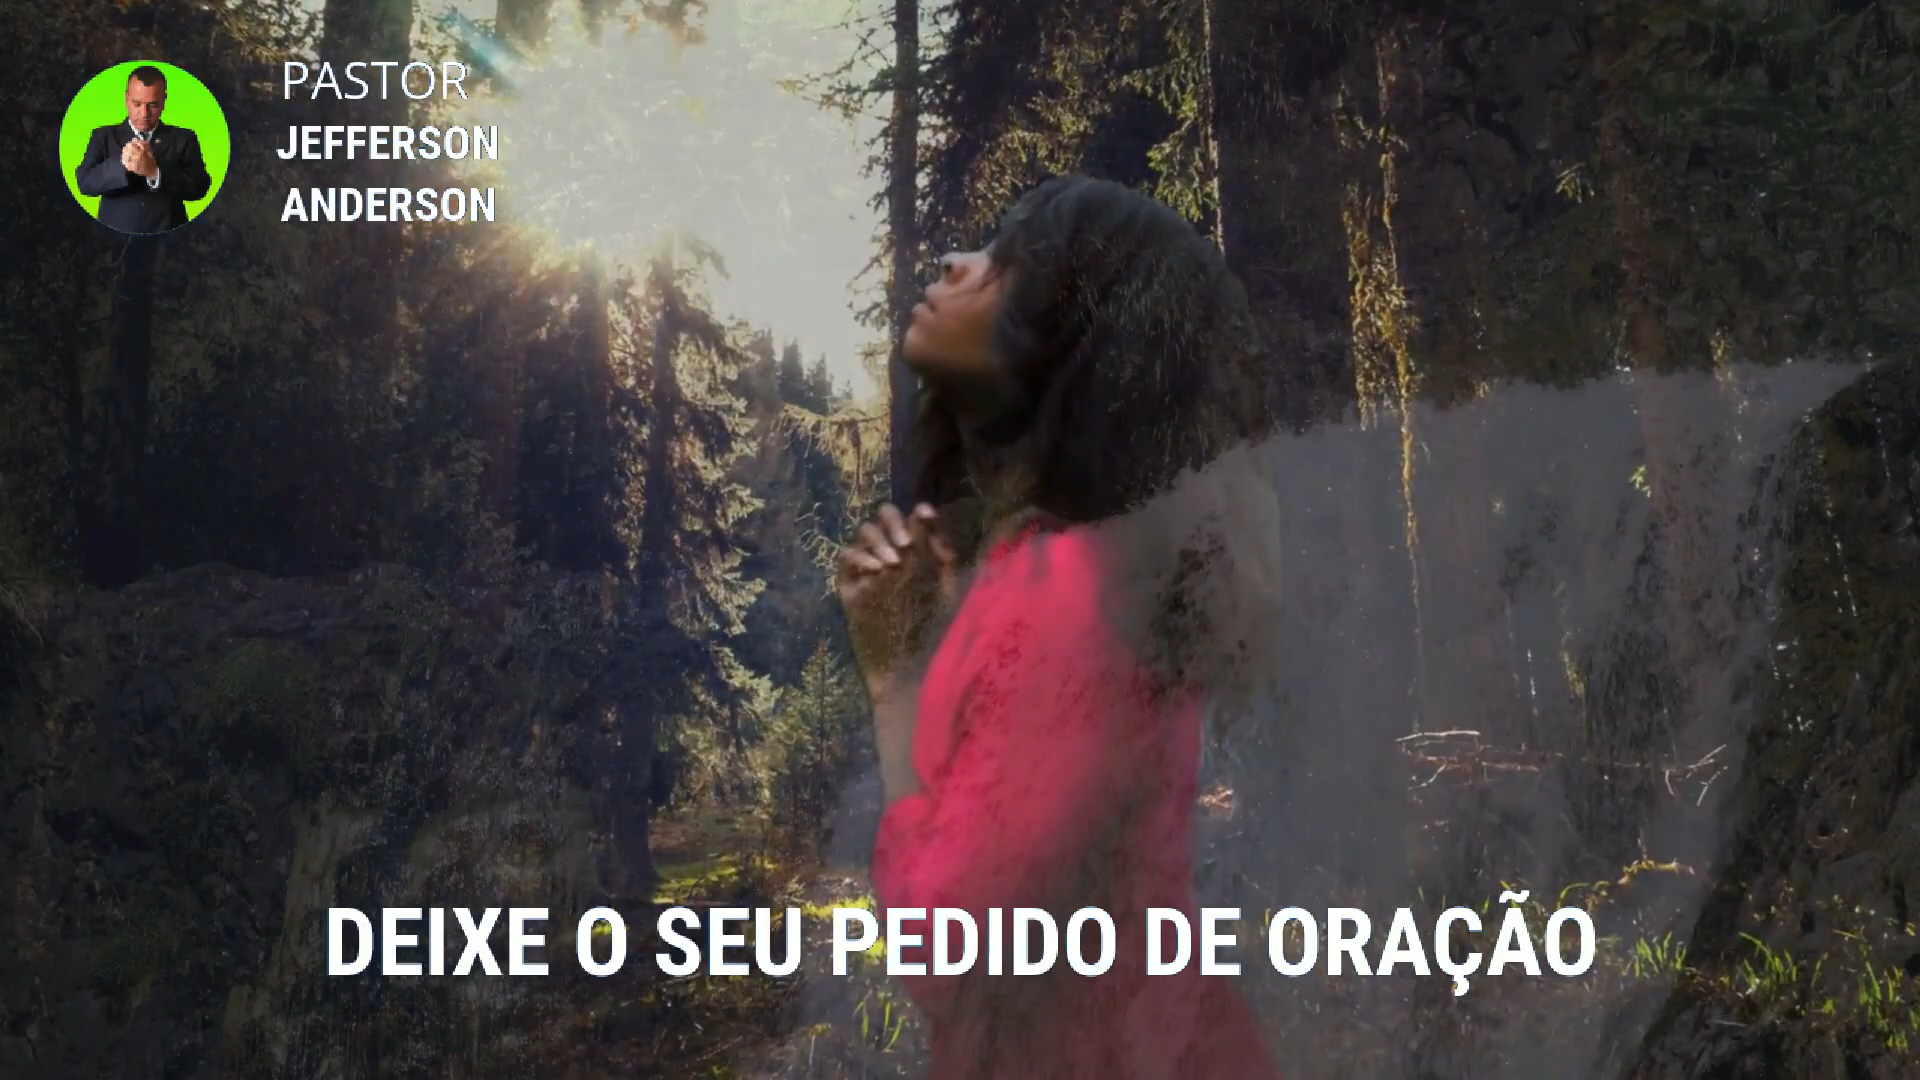 PASTOR
JEFFERSON
ANDERSON
DEIXE O SEU PEDIDO DE ORAÇÃO